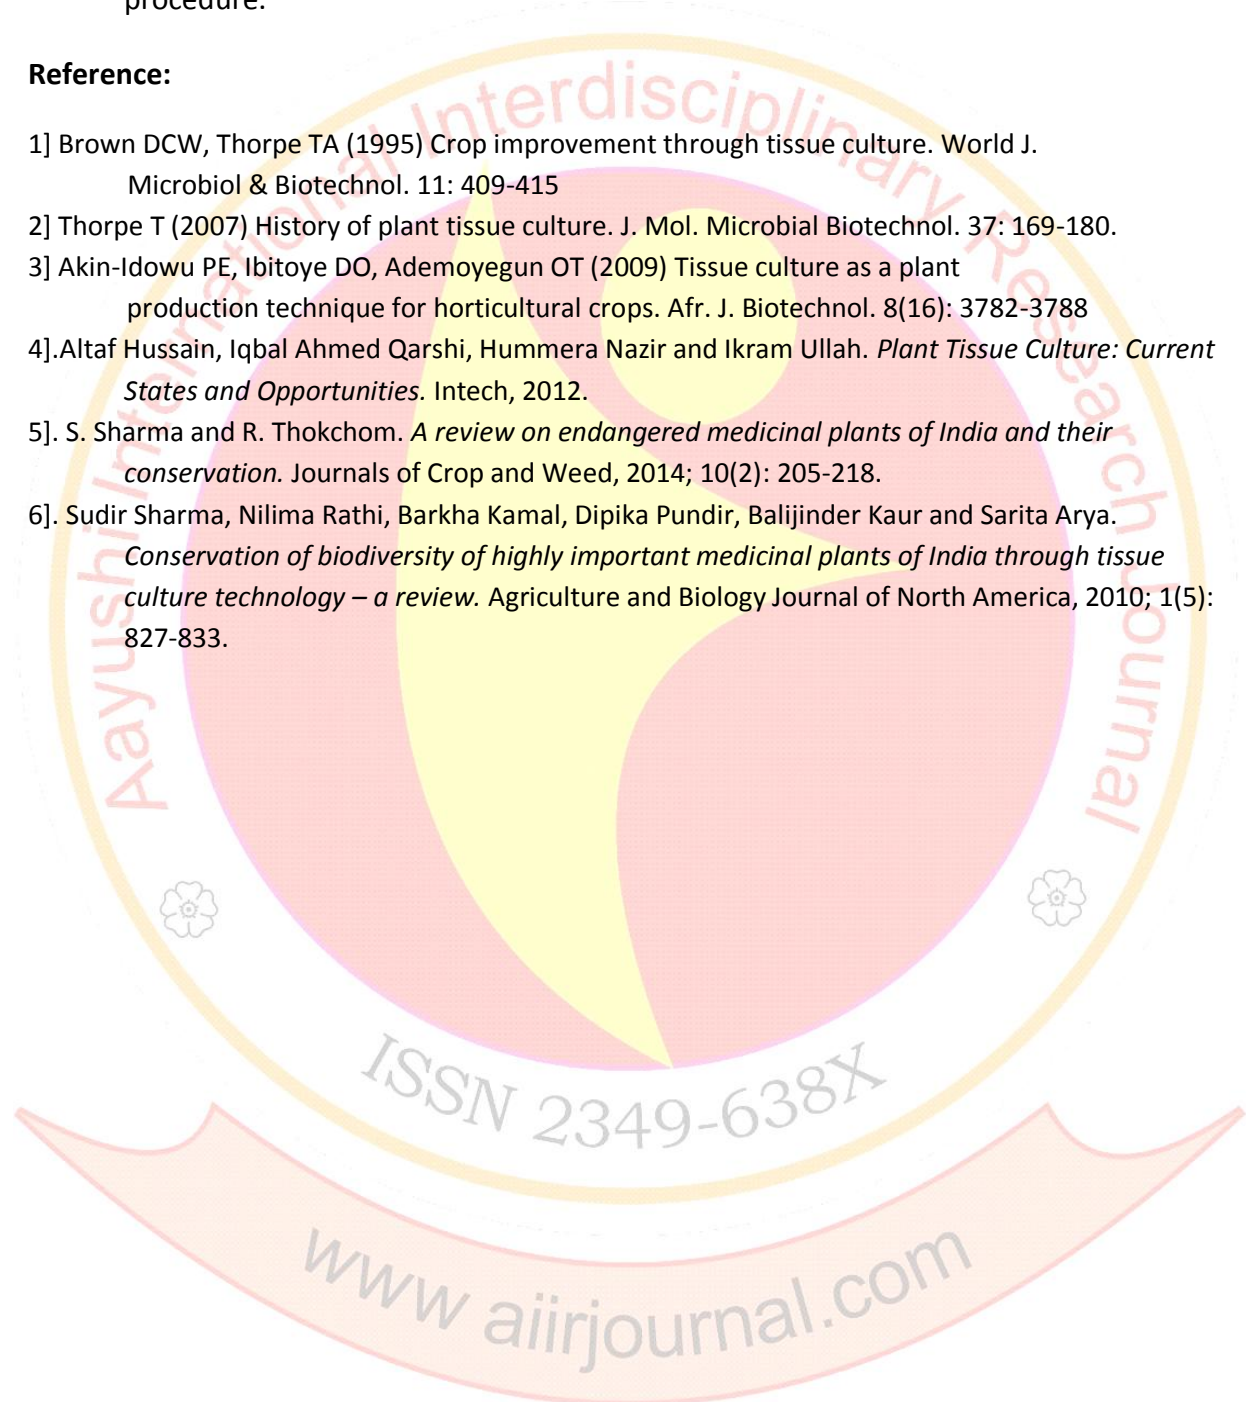 procedure.
Reference:
1] Brown DCW, Thorpe TA (1995) Crop improvement through tissue culture. World J.
Microbiol & Biotechnol. 11: 409-415
2] Thorpe T (2007) History of plant tissue culture. J. Mol. Microbial Biotechnol. 37: 169-180.
3] Akin-Idowu PE, Ibitoye DO, Ademoyegun OT (2009) Tissue culture as a plant
production technique for horticultural crops. Afr. J. Biotechnol. 8(16): 3782-3788
4].Altaf Hussain, Iqbal Ahmed Qarshi, Hummera Nazir and Ikram Ullah. Plant Tissue Culture: Current
States and Opportunities. Intech, 2012.
5]. S. Sharma and R. Thokchom. A review on endangered medicinal plants of India and their
conservation. Journals of Crop and Weed, 2014; 10(2): 205-218.
6]. Sudir Sharma, Nilima Rathi, Barkha Kamal, Dipika Pundir, Balijinder Kaur and Sarita Arya.
Conservation of biodiversity of highly important medicinal plants of India through tissue
culture technology – a review. Agriculture and Biology Journal of North America, 2010; 1(5):
827-833.
Aayushi International Interdisciplinary Research Journal
ISSN 2349-638X
www aiirjournal.com